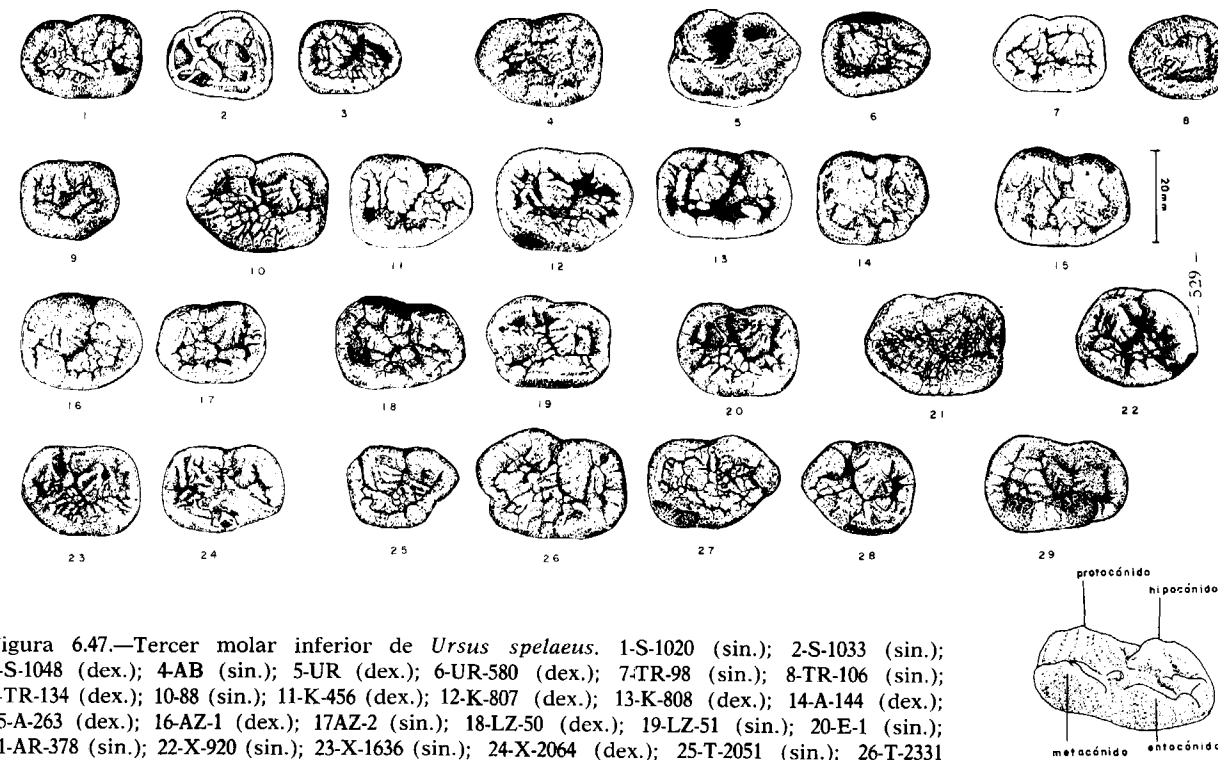 1 2 3 4 5 6 7 8
9 10 11 12 13 14 15
20mm
— 529 —
16 17 18 19 20 21 22
23 24 25 26 27 28 29
protocónido
hipocónido
metacónido
entocónido
igura 6.47.—Tercer molar inferior de Ursus spelaeus. 1-S-1020 (sin.); 2-S-1033 (sin.);
-S-1048 (dex.); 4-AB (sin.); 5-UR (dex.); 6-UR-580 (dex.); 7-TR-98 (sin.); 8-TR-106 (sin.);
-TR-134 (dex.); 10-88 (sin.); 11-K-456 (dex.); 12-K-807 (dex.); 13-K-808 (dex.); 14-A-144 (dex.);
5-A-263 (dex.); 16-AZ-1 (dex.); 17AZ-2 (sin.); 18-LZ-50 (dex.); 19-LZ-51 (sin.); 20-E-1 (sin.);
1-AR-378 (sin.); 22-X-920 (sin.); 23-X-1636 (sin.); 24-X-2064 (dex.); 25-T-2051 (sin.); 26-T-2331